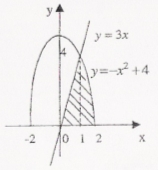 y
y = 3x
4
y=-x² + 4
-2
0
1
2
x